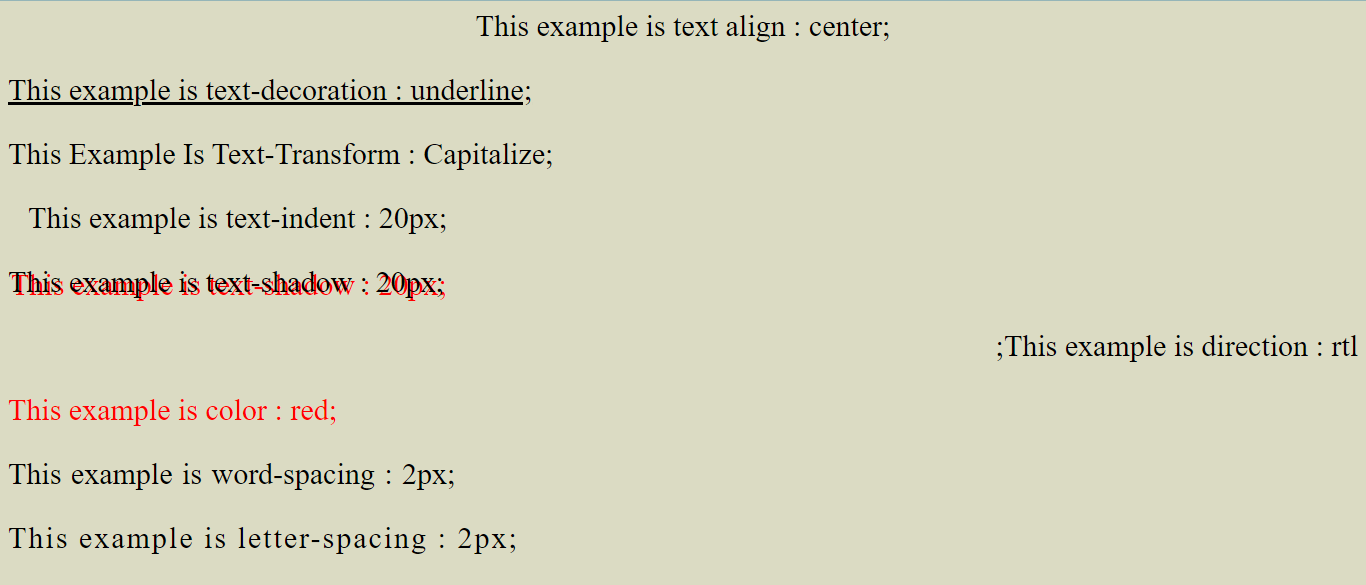 This example is text align : center;
This example is text-decoration : underline;
This Example Is Text-Transform : Capitalize;
This example is text-indent : 20px;
This example is text-shadow : 20px;
;This example is direction : rtl
This example is color : red;
This example is word-spacing : 2px;
This example is letter-spacing : 2px;